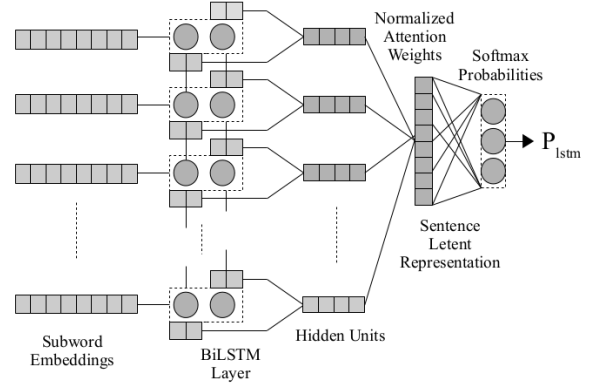 Normalized
Attention
Weights
Softmax
Probabilities
P lstm
Sentence
Letent
Representation
Subword
Embeddings
BiLSTM
Layer
Hidden Units